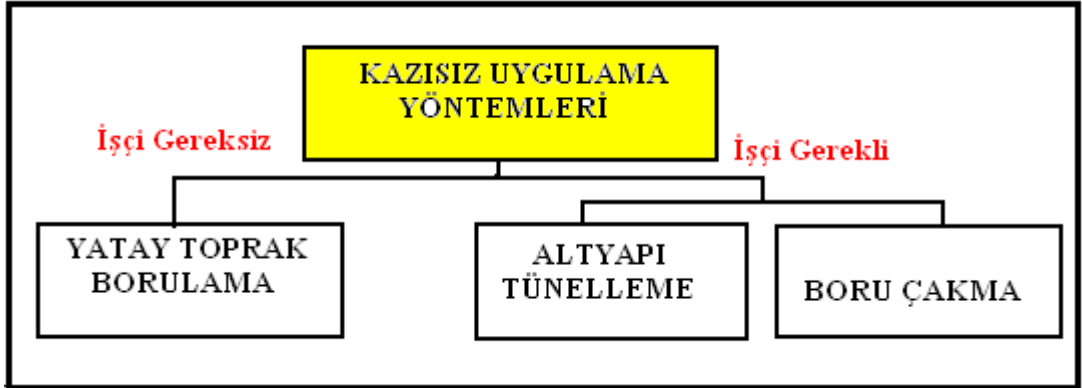 KAZISIZ UYGULAMA
YÖNTEMLERİ
İşçi Gereksiz
İşçi Gerekli
YATAY TOPRAK
BORULAMA
ALTYAPI
TÜNELLEME
BORU ÇAKMA